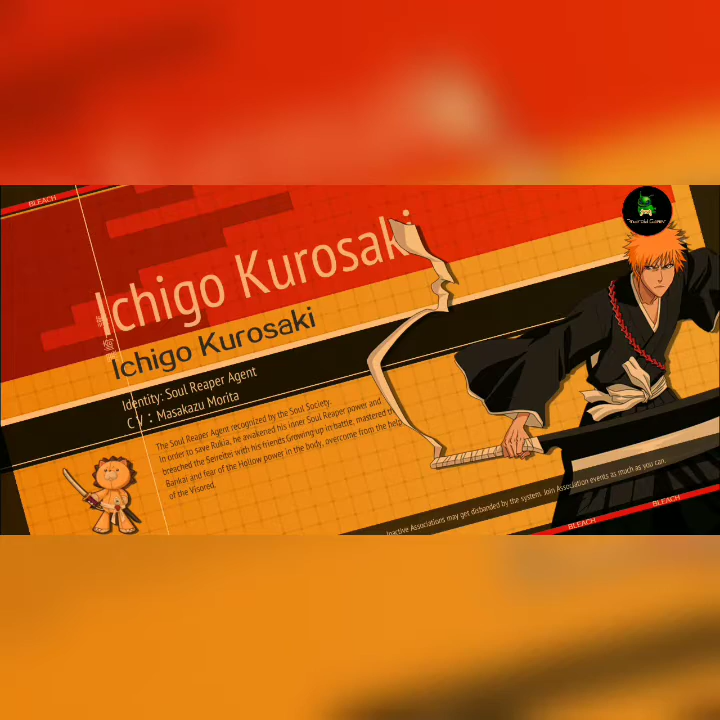 BLEACH
Android Gamer
Ichigo Kurosaki
Ichigo Kurosaki
Identity: Soul Reaper Agent
CV: Masakazu Morita
The Soul Reaper Agent recognized by the Soul Society.
In order to save Rukia, he awakened his inner Soul Reaper power and
breached the Seireitei with his friends. Growing up in battle, mastered
Bankai and fear of the Hollow power in the body, overcome from the help
of the Visored.
Inactive Associations may get disbanded by the system. Join Association events as much as you can.
BLEACH
BLEACH